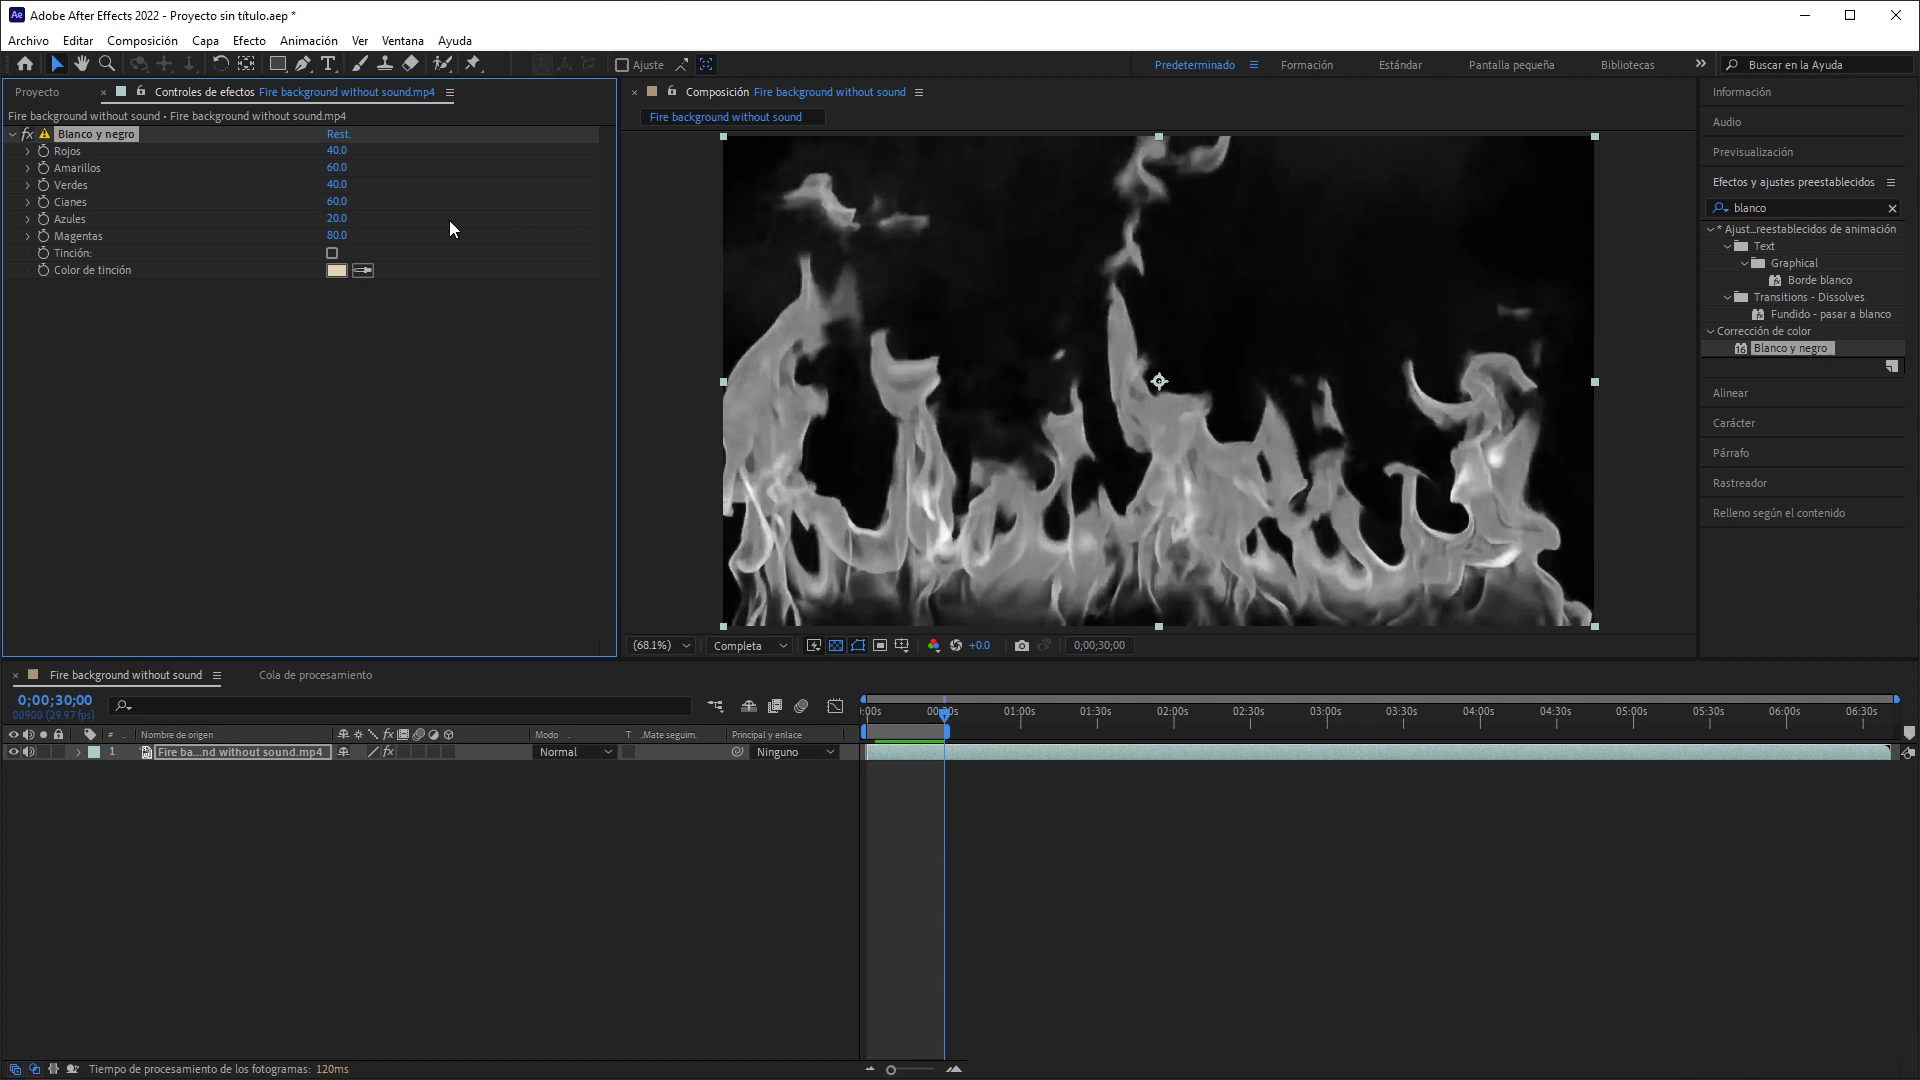 Ae Adobe After Effects 2022 - Proyecto sin título.aep *
Archivo Editar Composición Capa Efecto Animación Ver Ventana Ayuda
Ajuste Predeterminado Formación Estándar Pantalla pequeña Bibliotecas » Buscar en la Ayuda
Proyecto × Controles de efectos Fire background without sound.mp4
Fire background without sound • Fire background without sound.mp4
fx Blanco y negro Rest.
Rojos 40.0
Amarillos 60.0
Verdes 40.0
Cianes 60.0
Azules 20.0
Magentas 80.0
Tinción:
Color de tinción
× Composición Fire background without sound
Fire background without sound
(68.1%) Completa +0.0 0;00;30;00
Información
Audio
Previsualización
Efectos y ajustes preestablecidos
blanco
* Ajust...reestablecidos de animación
Text
Graphical
Borde blanco
Transitions - Dissolves
Fundido - pasar a blanco
Corrección de color
16 Blanco y negro
Alinear
Carácter
Párrafo
Rastreador
Relleno según el contenido
× Fire background without sound Cola de procesamiento
0;00;30;00
00900 (29.97 fps)
# Nombre de origen fx Modo T .Mate seguim. Principal y enlace
1 Fire ba...nd without sound.mp4 fx Normal Ninguno
:00s 00:30s 01:00s 01:30s 02:00s 02:30s 03:00s 03:30s 04:00s 04:30s 05:00s 05:30s 06:00s 06:30s
Tiempo de procesamiento de los fotogramas: 120ms